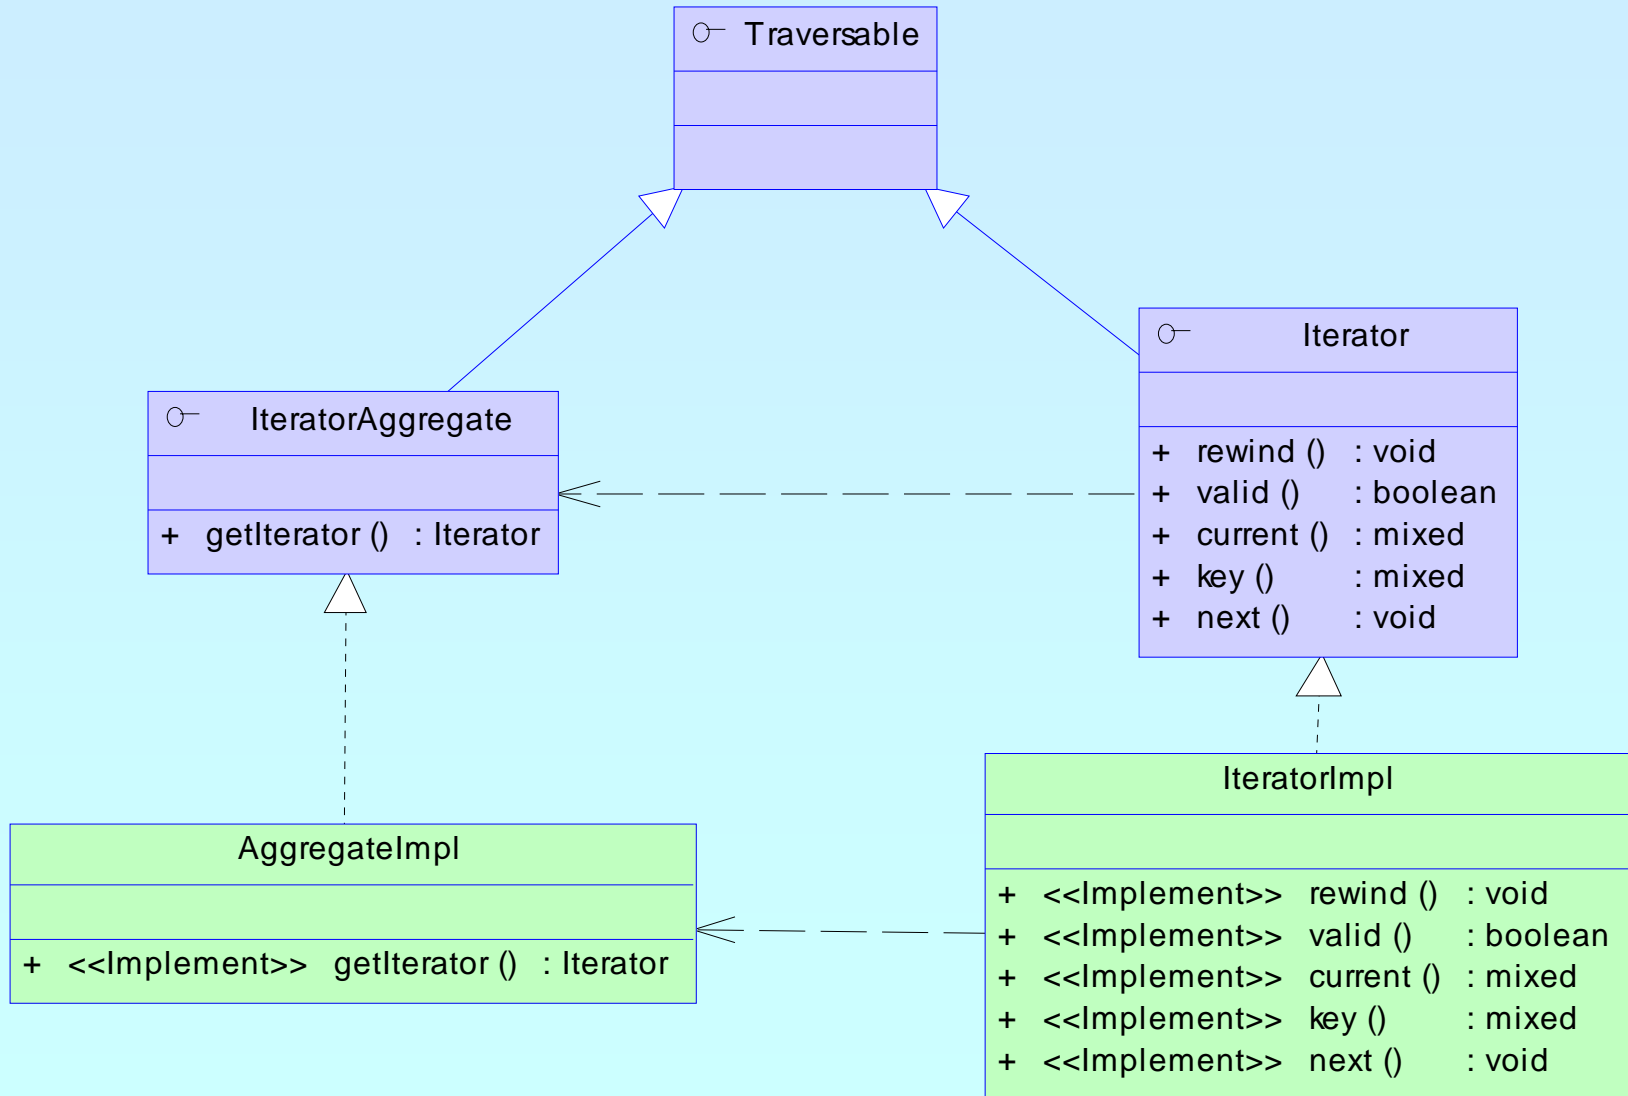 Traversable
Iterator
+ rewind () : void
+ valid () : boolean
+ current () : mixed
+ key () : mixed
+ next () : void
IteratorAggregate
+ getIterator () : Iterator
IteratorImpl
+ <<Implement>> rewind () : void
+ <<Implement>> valid () : boolean
+ <<Implement>> current () : mixed
+ <<Implement>> key () : mixed
+ <<Implement>> next () : void
AggregateImpl
+ <<Implement>> getIterator () : Iterator